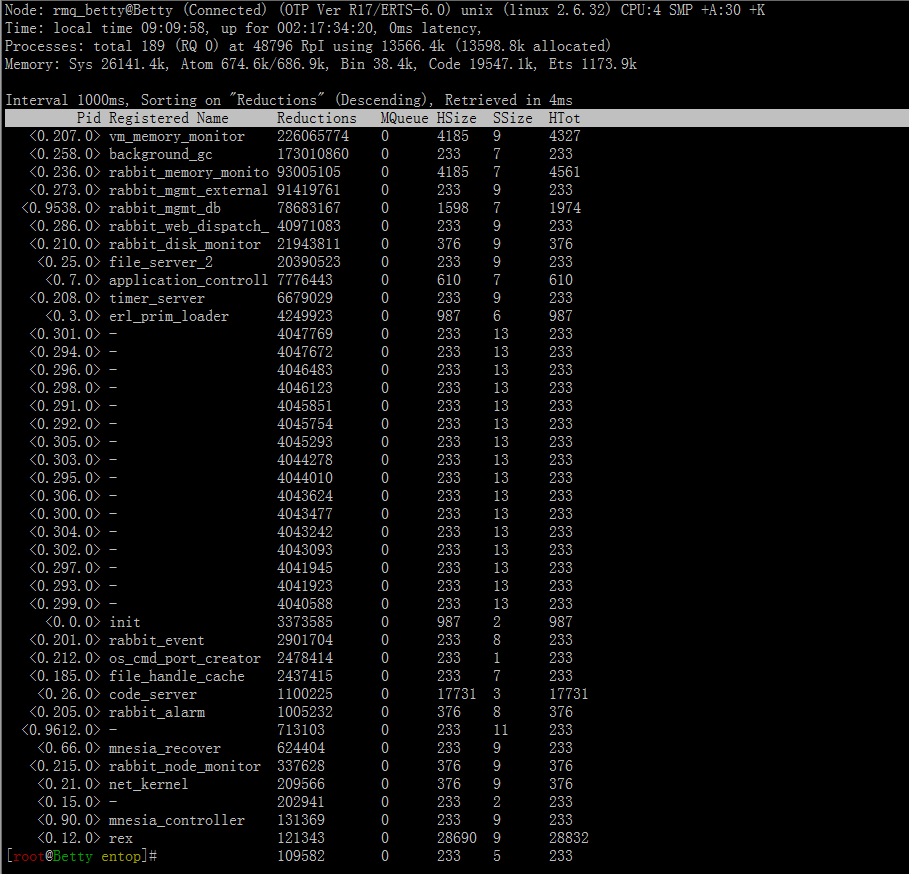 Node: rmq_betty@Betty (Connected) (OTP Ver R17/ERTS-6.0) unix (linux 2.6.32) CPU:4 SMP +A:30 +K
Time: local time 09:09:58, up for 002:17:34:20, 0ms latency,
Processes: total 189 (RQ 0) at 48796 RpI using 13566.4k (13598.8k allocated)
Memory: Sys 26141.4k, Atom 674.6k/686.9k, Bin 38.4k, Code 19547.1k, Ets 1173.9k
Interval 1000ms, Sorting on "Reductions" (Descending), Retrieved in 4ms
Pid Registered Name Reductions MQueue HSize SSize HTot
<0.207.0> vm_memory_monitor 226065774 0 4185 9 4327
<0.258.0> background_gc 173010860 0 233 7 233
<0.236.0> rabbit_memory_monito 93005105 0 4185 7 4561
<0.273.0> rabbit_mgmt_external 91419761 0 233 9 233
<0.9538.0> rabbit_mgmt_db 78683167 0 1598 7 1974
<0.286.0> rabbit_web_dispatch_ 40971083 0 233 9 233
<0.210.0> rabbit_disk_monitor 21943811 0 376 9 376
<0.25.0> file_server_2 20390523 0 233 9 233
<0.7.0> application_controll 7776443 0 610 7 610
<0.208.0> timer_server 6679029 0 233 9 233
<0.3.0> erl_prim_loader 4249923 0 987 6 987
<0.301.0> - 4047769 0 233 13 233
<0.294.0> - 4047672 0 233 13 233
<0.296.0> - 4046483 0 233 13 233
<0.298.0> - 4046123 0 233 13 233
<0.291.0> - 4045851 0 233 13 233
<0.292.0> - 4045754 0 233 13 233
<0.305.0> - 4045293 0 233 13 233
<0.303.0> - 4044278 0 233 13 233
<0.295.0> - 4044010 0 233 13 233
<0.306.0> - 4043624 0 233 13 233
<0.300.0> - 4043477 0 233 13 233
<0.304.0> - 4043242 0 233 13 233
<0.302.0> - 4043093 0 233 13 233
<0.297.0> - 4041945 0 233 13 233
<0.293.0> - 4041923 0 233 13 233
<0.299.0> - 4040588 0 233 13 233
<0.0.0> init 3373585 0 987 2 987
<0.201.0> rabbit_event 2901704 0 233 8 233
<0.212.0> os_cmd_port_creator 2478414 0 233 1 233
<0.185.0> file_handle_cache 2437415 0 233 7 233
<0.26.0> code_server 1100225 0 17731 3 17731
<0.205.0> rabbit_alarm 1005232 0 376 8 376
<0.9612.0> - 713103 0 233 11 233
<0.66.0> mnesia_recover 624404 0 233 9 233
<0.215.0> rabbit_node_monitor 337628 0 376 9 376
<0.21.0> net_kernel 209566 0 376 9 376
<0.15.0> - 202941 0 233 2 233
<0.90.0> mnesia_controller 131369 0 233 9 233
<0.12.0> rex 121343 0 28690 9 28832
[root@Betty entop]# 109582 0 233 5 233